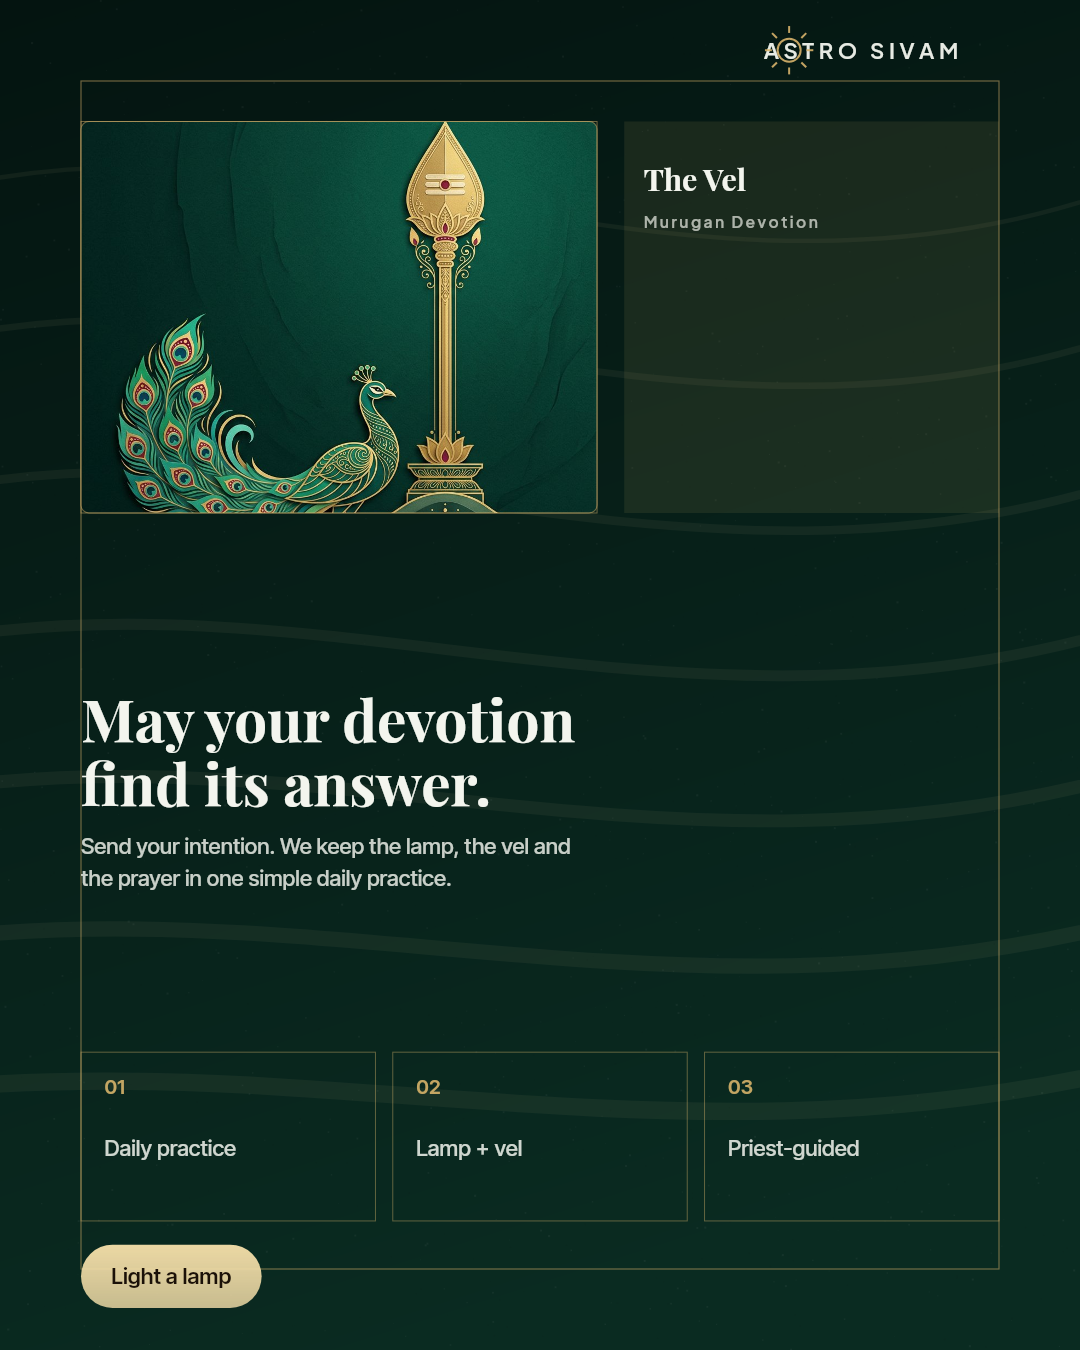 ASTRO SIVAM
The Vel
Murugan Devotion
May your devotion
find its answer.
Send your intention. We keep the lamp, the vel and
the prayer in one simple daily practice.
01
Daily practice
02
Lamp + vel
03
Priest-guided
Light a lamp